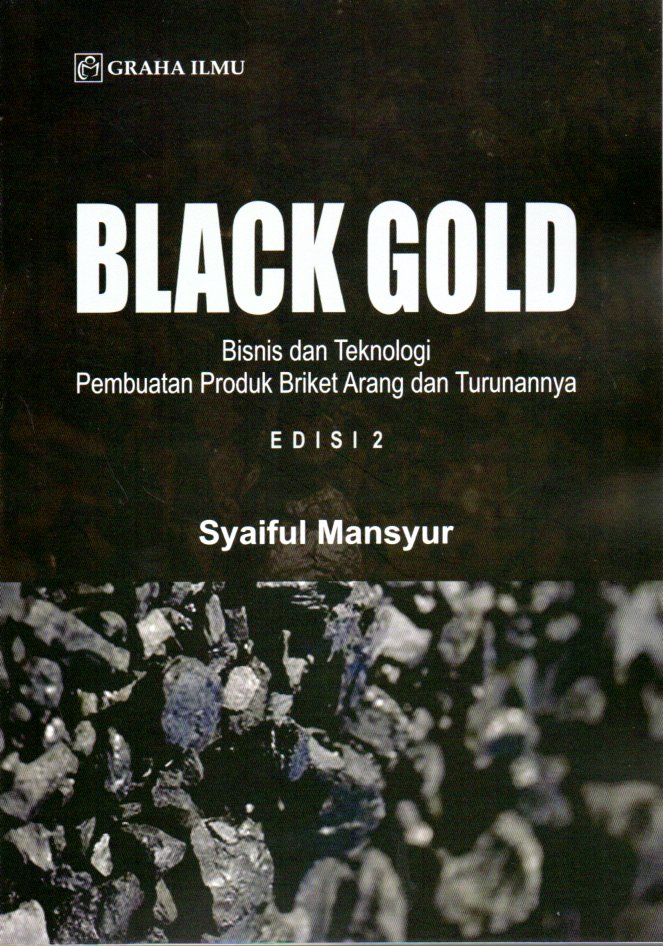 GRAHA ILMU
BLACK GOLD
Bisnis dan Teknologi
Pembuatan Produk Briket Arang dan Turunannya
EDISI 2
Syaiful Mansyur